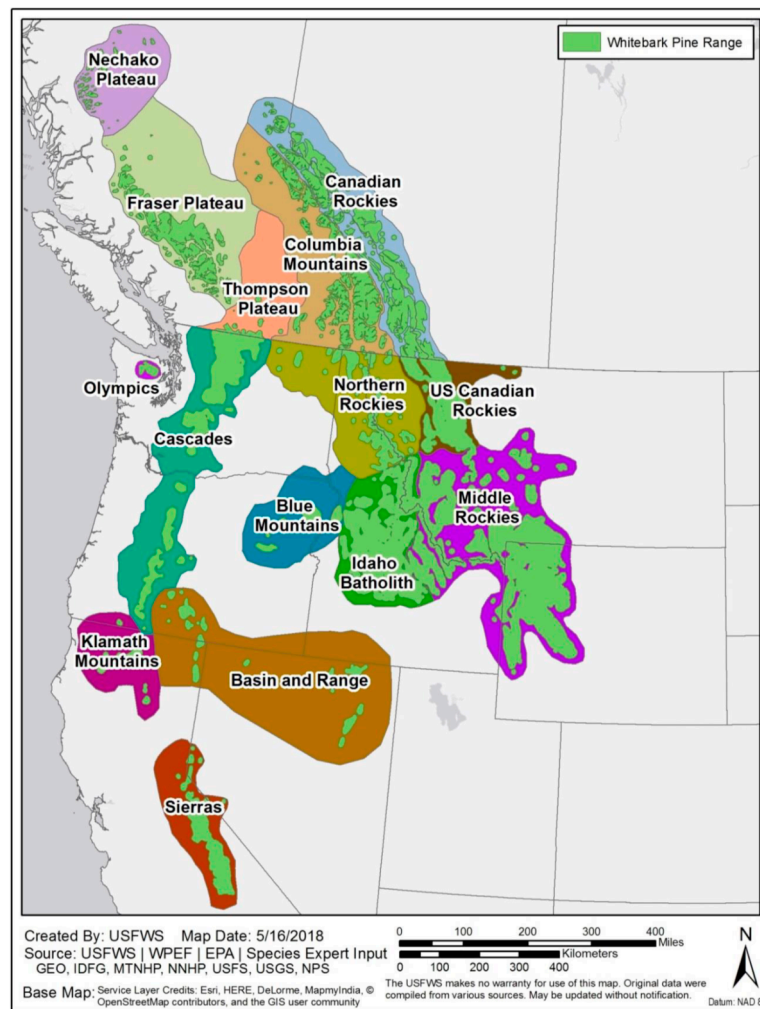 Whitebark Pine Range
Nechako
Plateau
Fraser Plateau
Canadian
Rockies
Columbia
Mountains
Thompson
Plateau
Olympics
Northern
Rockies
US Canadian
Rockies
Cascades
Blue
Mountains
Middle
Rockies
Idaho
Batholith
Klamath
Mountains
Basin and Range
Sierras
Created By: USFWS Map Date: 5/16/2018
Source: USFWS | WPEF | EPA | Species Expert Input
GEO, IDFG, MTNHP, NNHP, USFS, USGS, NPS
Base Map: Service Layer Credits: Esri, HERE, DeLorme, MapmyIndia, ©
OpenStreetMap contributors, and the GIS user community
0 100 200 300 400
Miles
Kilometers
0 100 200 300 400
The USFWS makes no warranty for use of this map. Original data were
compiled from various sources. May be updated without notification.
N
Datum: NAD 8